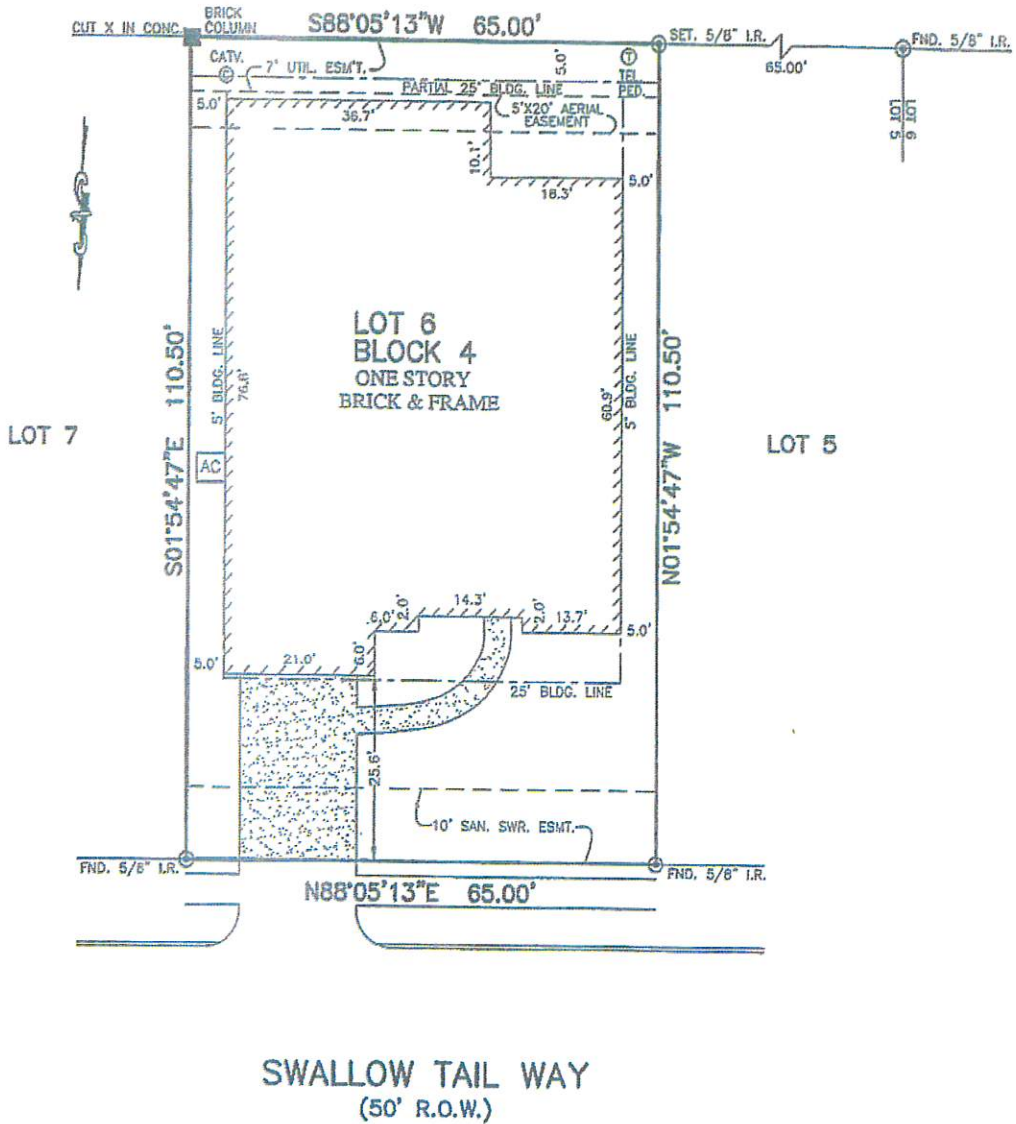 BRICK
COLUMN
CUT X IN CONC.
S88°05'13"W 65.00'
SET. 5/8" I.R.
FND. 5/8" I.R.
65.00'
CATV.
C
7' UTIL. ESM'T.
5.0'
T
TEL.
PED.
PARTIAL 25' BLDG. LINE
5'X20' AERIAL
EASEMENT
LOT 6
LOT 5
5.0'
36.7'
10.1'
18.3'
5.0'
LOT 6
BLOCK 4
ONE STORY
BRICK & FRAME
LOT 7
S01°54'47"E 110.50'
5' BLDG. LINE
76.8'
AC
60.9'
5' BLDG. LINE
N01°54'47"W 110.50'
LOT 5
6.0'
2.0'
14.3'
2.0'
13.7'
5.0'
5.0'
21.0'
6.0'
25' BLDG. LINE
25.6'
10' SAN. SWR. ESMT.
FND. 5/8" I.R.
FND. 5/8" I.R.
N88°05'13"E 65.00'
SWALLOW TAIL WAY
(50' R.O.W.)